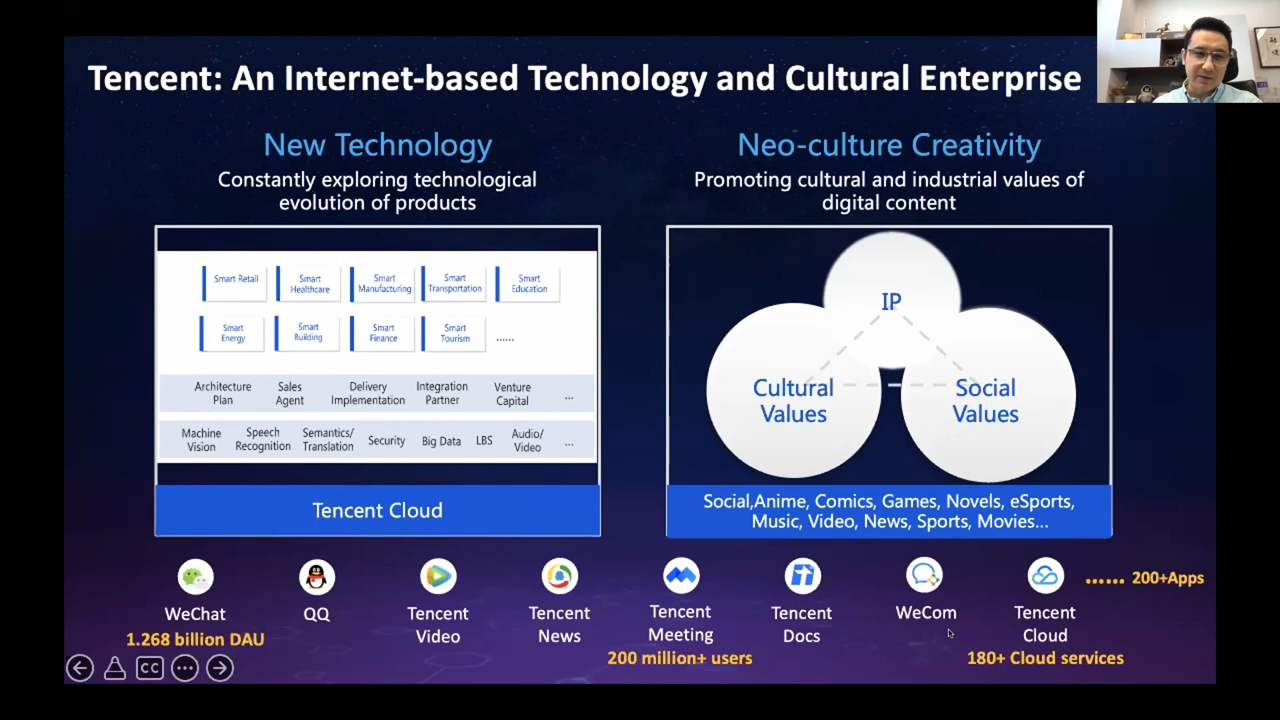 Tencent: An Internet-based Technology and Cultural Enterprise
New Technology
Constantly exploring technological
evolution of products
Smart Retail
Smart
Healthcare
Smart
Manufacturing
Smart
Transportation
Smart
Education
Smart
Energy
Smart
Building
Smart
Finance
Smart
Tourism
......
Architecture
Plan
Sales
Agent
Delivery
Implementation
Integration
Partner
Venture
Capital
...
Machine
Vision
Speech
Recognition
Semantics/
Translation
Security
Big Data
LBS
Audio/
Video
...
Tencent Cloud
Neo-culture Creativity
Promoting cultural and industrial values of
digital content
IP
Cultural
Values
Social
Values
Social,Anime, Comics, Games, Novels, eSports,
Music, Video, News, Sports, Movies...
WeChat
1.268 billion DAU
QQ
Tencent
Video
Tencent
News
Tencent
Meeting
200 million+ users
Tencent
Docs
WeCom
Tencent
Cloud
180+ Cloud services
...... 200+Apps
CC